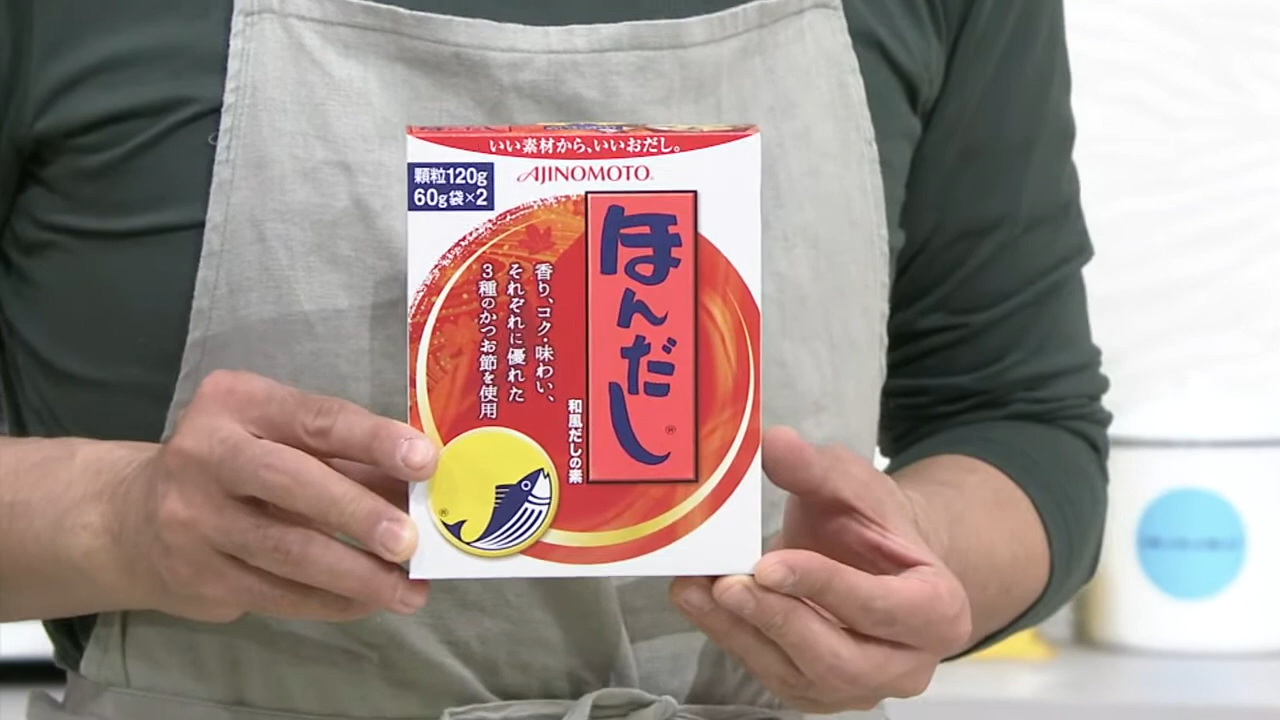 いい素材から、いいおだし。
AJINOMOTO®
顆粒120g
60g袋×2
ほんだし®
香り、コク・味わい、
それぞれに優れた
3種のかつお節を使用
和風だしの素
®